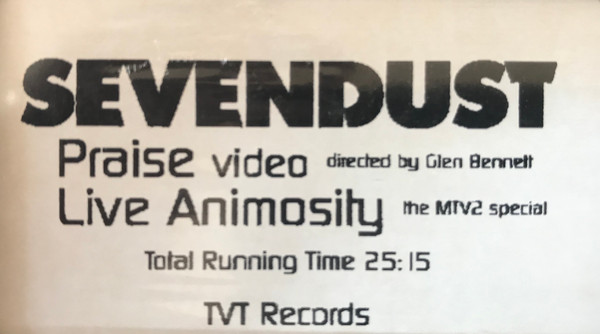 SEVENDUST
Praise video directed by Glen Bennett
Live Animosity the MTV2 special
Total Running Time 25:15
TVT Records